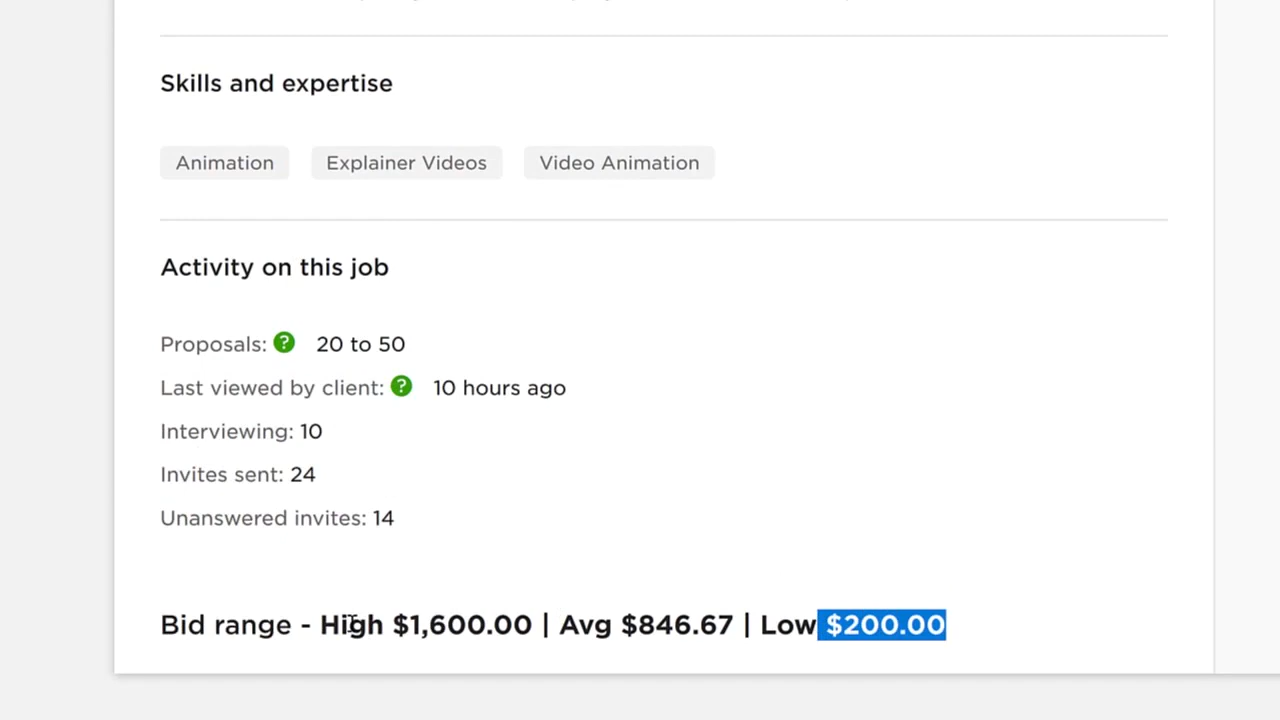 Skills and expertise
Animation Explainer Videos Video Animation
Activity on this job
Proposals: ? 20 to 50
Last viewed by client: ? 10 hours ago
Interviewing: 10
Invites sent: 24
Unanswered invites: 14
Bid range - High $1,600.00 | Avg $846.67 | Low $200.00